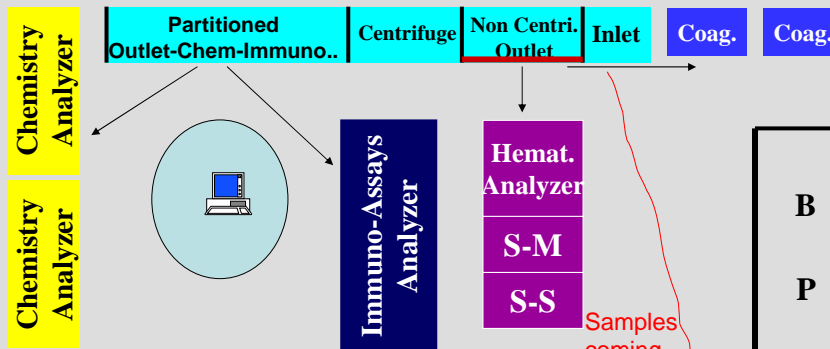 Chemistry
Analyzer
Partitioned
Outlet-Chem-Immuno..
Centrifuge
Non Centri.
Outlet
Inlet
Coag.
Coag.
Chemistry
Analyzer
Immuno-Assays
Analyzer
Hemat.
Analyzer
S-M
S-S
Samples
coming
B
P